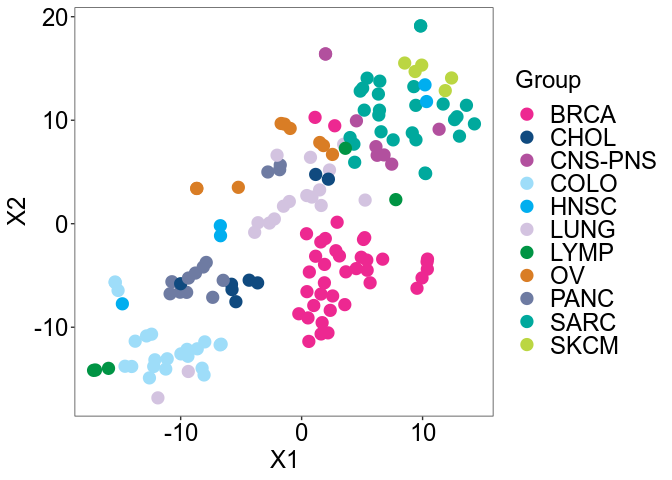 20
10
0
-10
X2
-10 0 10
X1
Group
BRCA
CHOL
CNS-PNS
COLO
HNSC
LUNG
LYMP
OV
PANC
SARC
SKCM